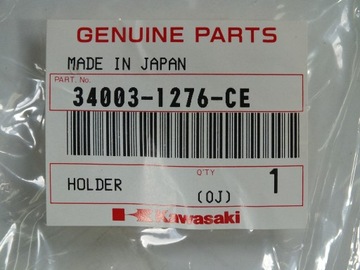 GENUINE PARTS
MADE IN JAPAN
PART. No.
34003-1276-CE
HOLDER
Q'TY
1
(OJ)
Kawasaki